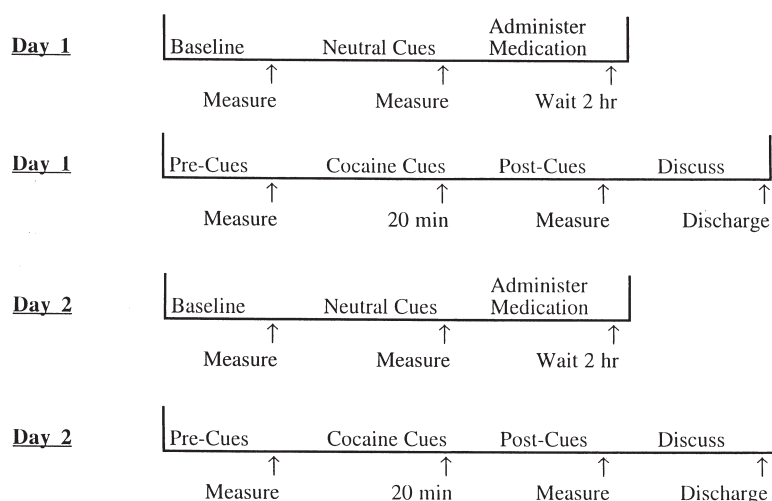 Administer
Day 1 Baseline Neutral Cues Medication
Measure Measure Wait 2 hr
Day 1 Pre-Cues Cocaine Cues Post-Cues Discuss
Measure 20 min Measure Discharge
Administer
Day 2 Baseline Neutral Cues Medication
Measure Measure Wait 2 hr
Day 2 Pre-Cues Cocaine Cues Post-Cues Discuss
Measure 20 min Measure Discharge